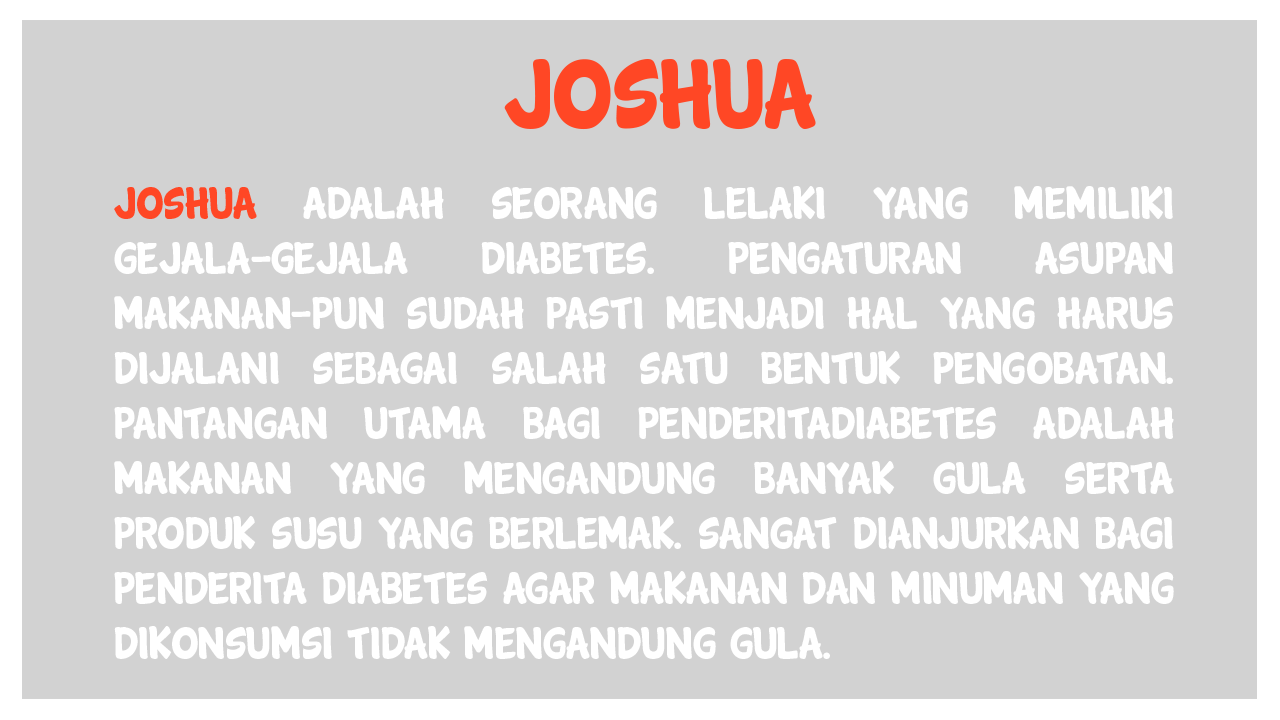 JOSHUA
JOSHUA ADALAH SEORANG LELAKI YANG MEMILIKI
GEJALA-GEJALA DIABETES. PENGATURAN ASUPAN
MAKANAN-PUN SUDAH PASTI MENJADI HAL YANG HARUS
DIJALANI SEBAGAI SALAH SATU BENTUK PENGOBATAN.
PANTANGAN UTAMA BAGI PENDERITADIABETES ADALAH
MAKANAN YANG MENGANDUNG BANYAK GULA SERTA
PRODUK SUSU YANG BERLEMAK. SANGAT DIANJURKAN BAGI
PENDERITA DIABETES AGAR MAKANAN DAN MINUMAN YANG
DIKONSUMSI TIDAK MENGANDUNG GULA.